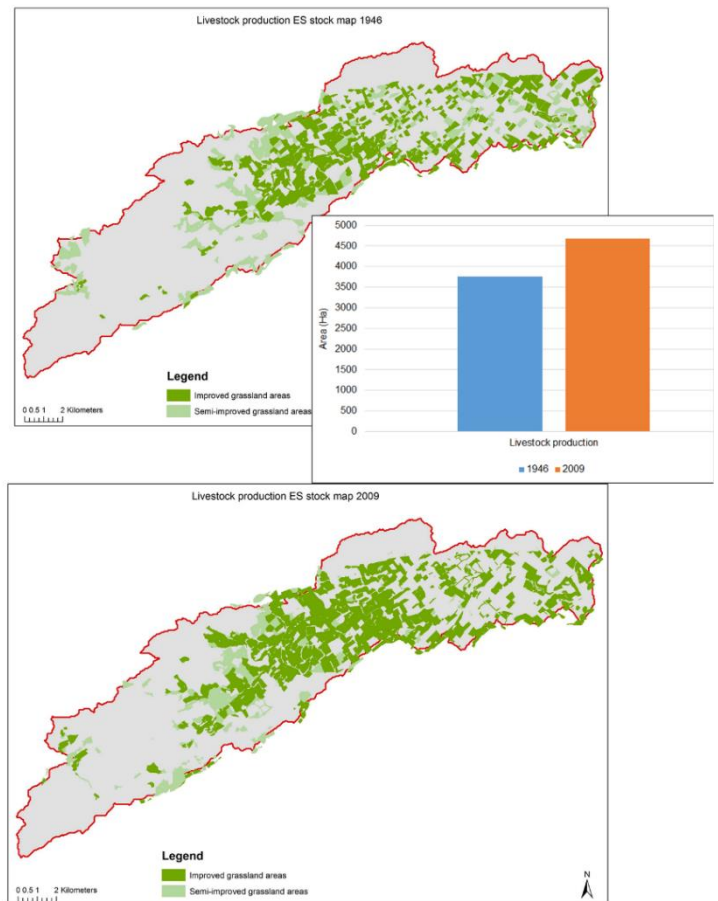 Livestock production ES stock map 1946
Legend
Improved grassland areas
Semi-improved grassland areas
0 0.5 1 2 Kilometers
5000
4500
4000
3500
3000
2500
2000
1500
1000
500
0
Area (Ha)
Livestock production
1946 2009
Livestock production ES stock map 2009
Legend
Improved grassland areas
Semi-improved grassland areas
0 0.5 1 2 Kilometers
N